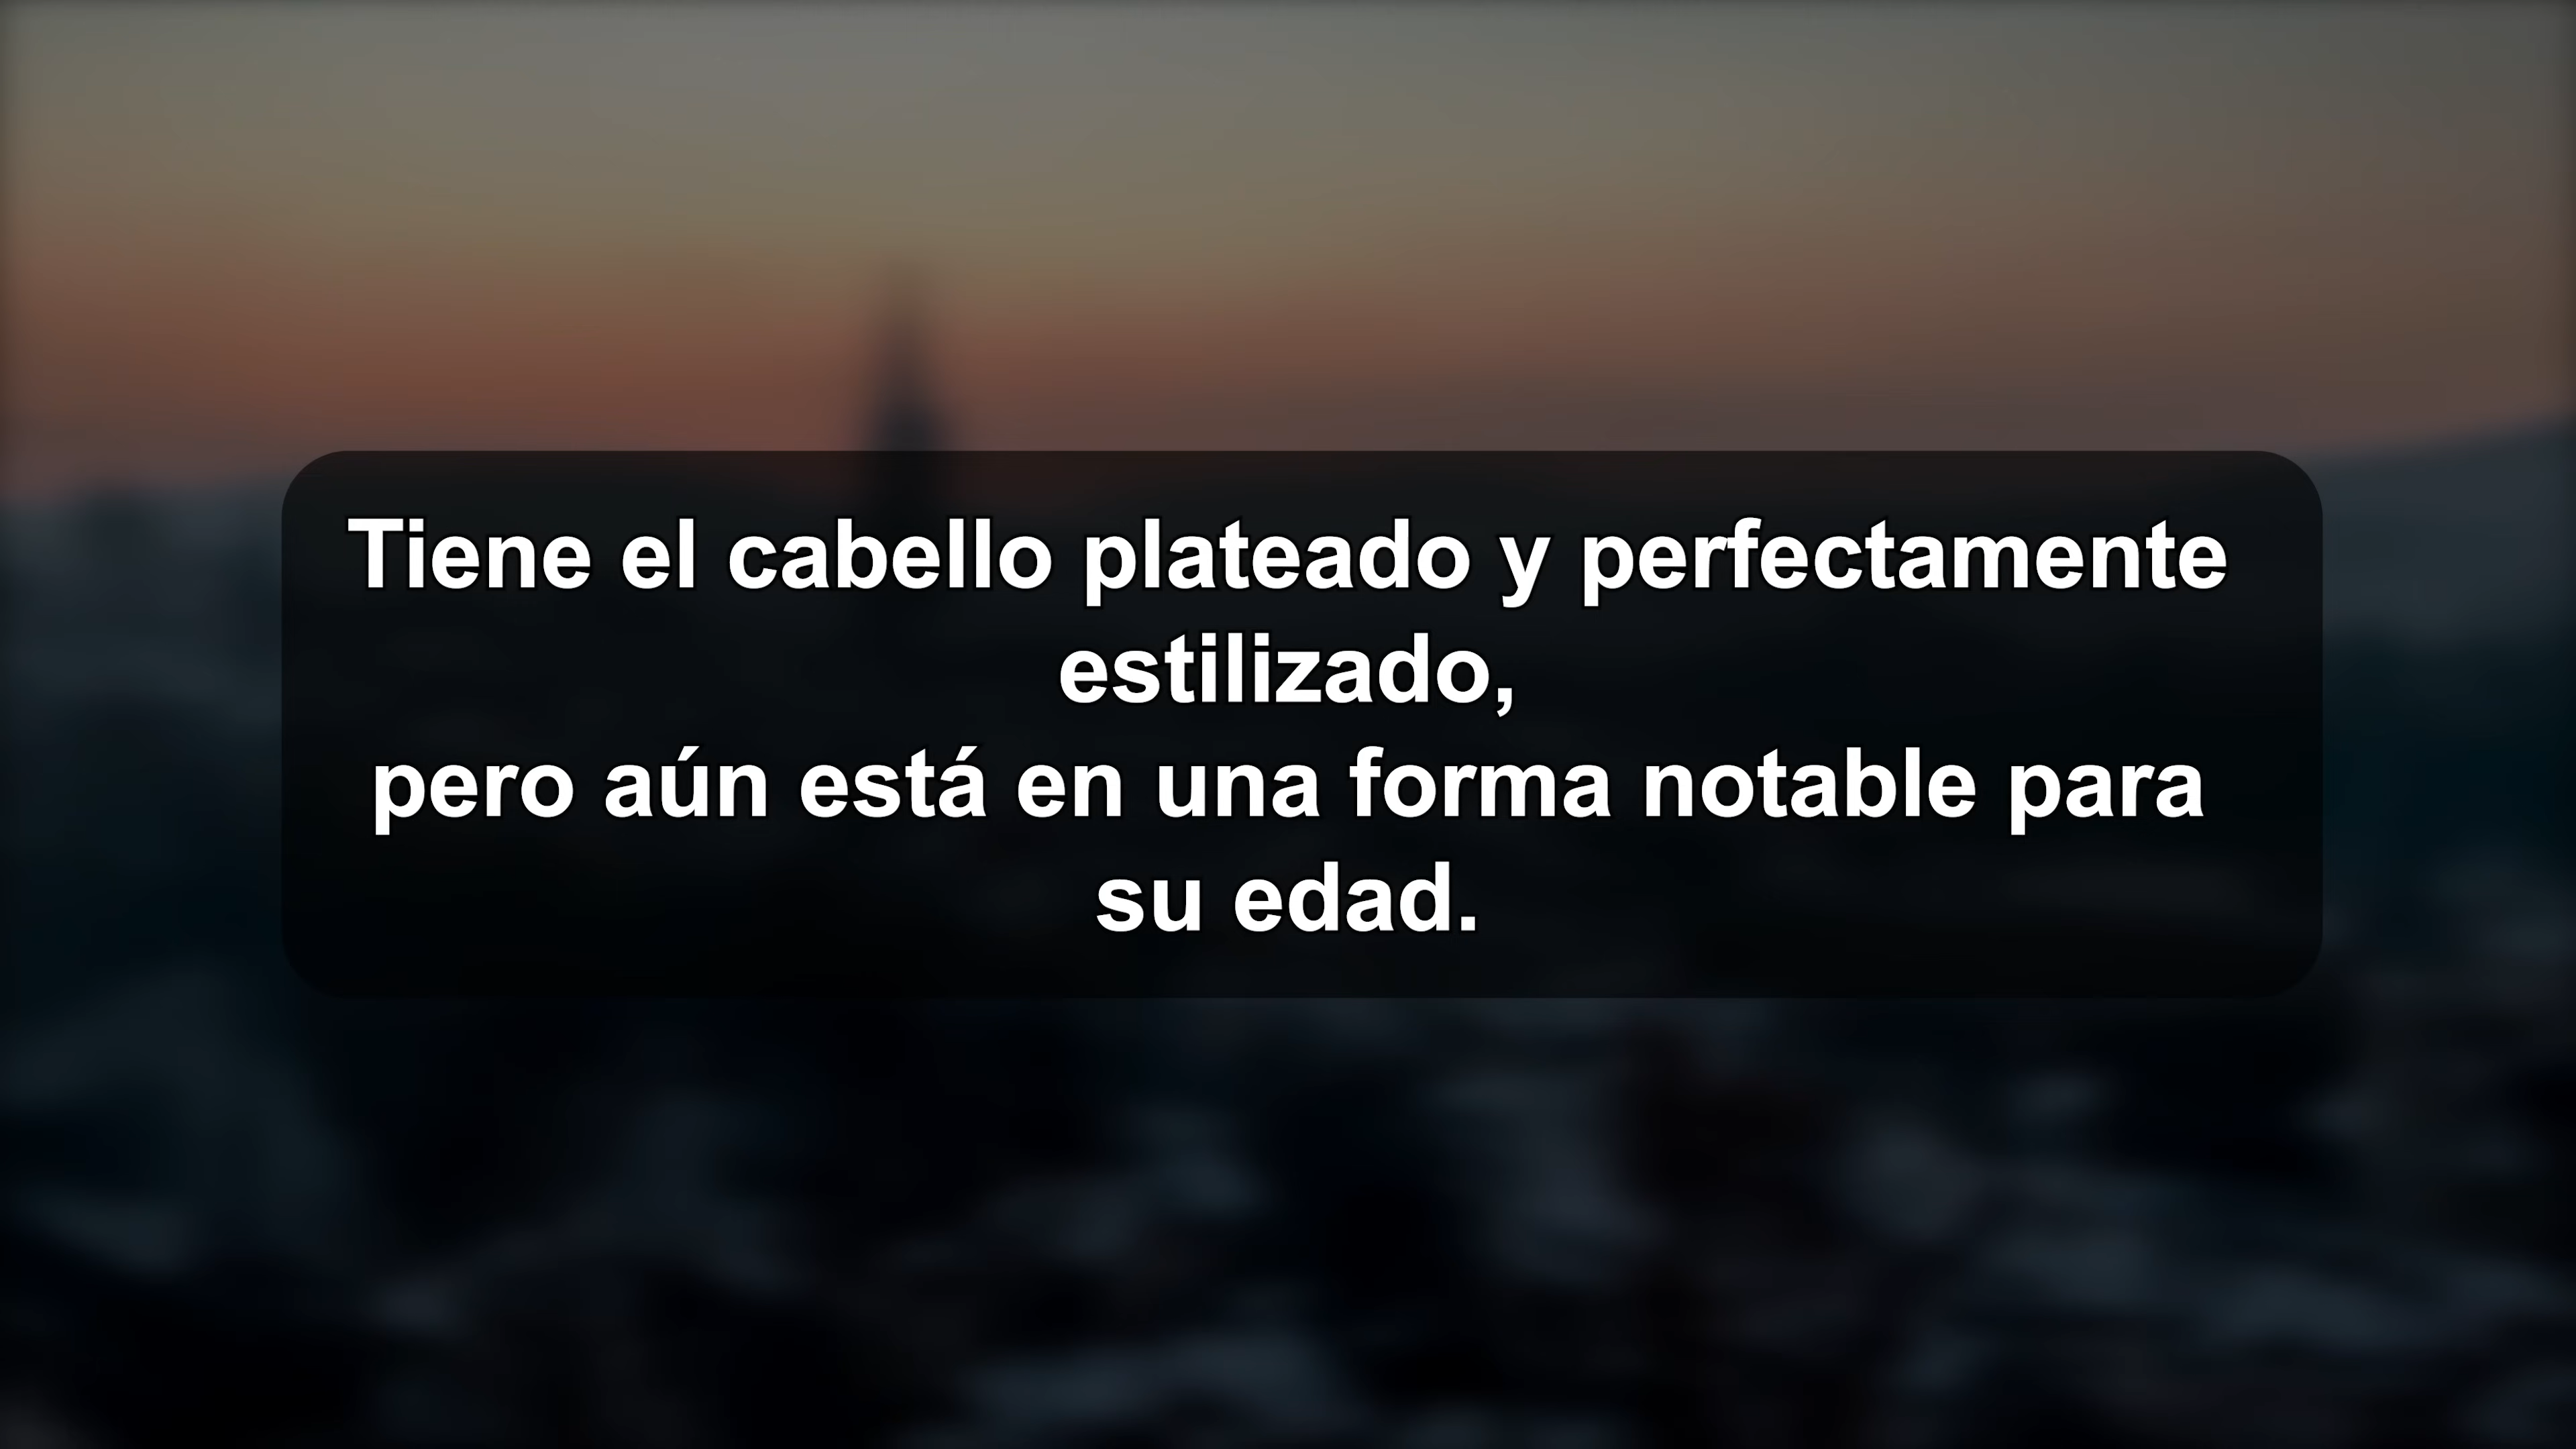 Tiene el cabello plateado y perfectamente
estilizado,
pero aún está en una forma notable para
su edad.